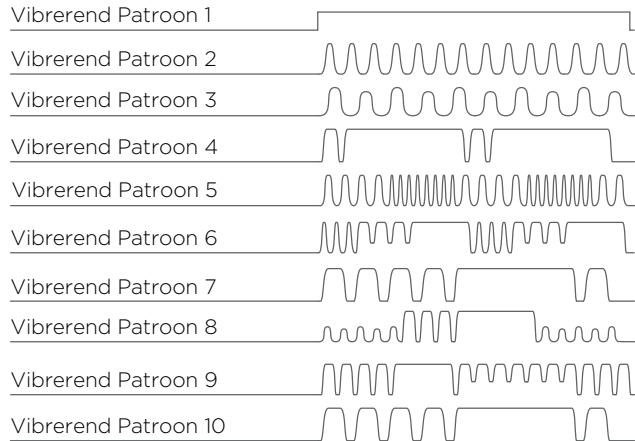 Vibrerend Patroon 1
Vibrerend Patroon 2
Vibrerend Patroon 3
Vibrerend Patroon 4
Vibrerend Patroon 5
Vibrerend Patroon 6
Vibrerend Patroon 7
Vibrerend Patroon 8
Vibrerend Patroon 9
Vibrerend Patroon 10